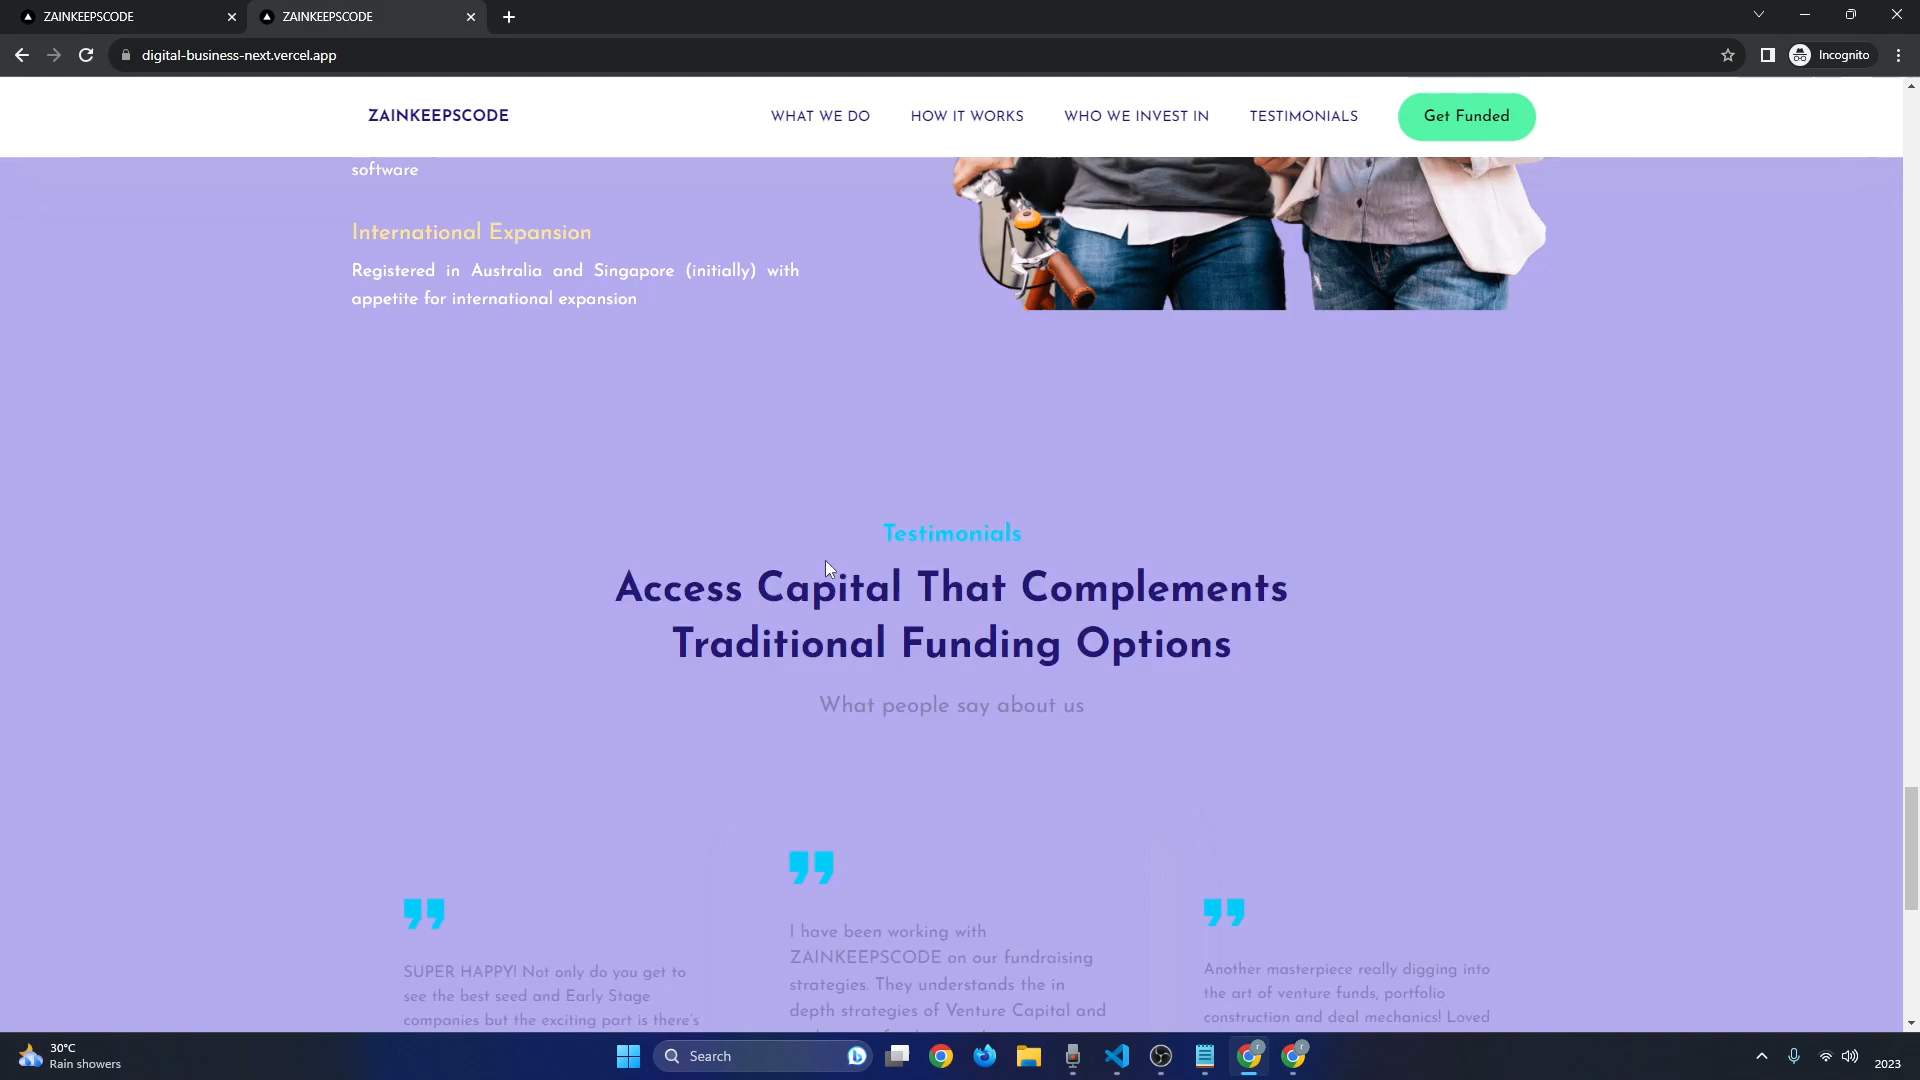 ZAINKEEPSCODE
ZAINKEEPSCODE
digital-business-next.vercel.app
Incognito
ZAINKEEPSCODE
WHAT WE DO
HOW IT WORKS
WHO WE INVEST IN
TESTIMONIALS
Get Funded
software
International Expansion
Registered in Australia and Singapore (initially) with
appetite for international expansion
Testimonials
Access Capital That Complements
Traditional Funding Options
What people say about us
SUPER HAPPY! Not only do you get to
see the best seed and Early Stage
companies but the exciting part is there's
I have been working with
ZAINKEEPSCODE on our fundraising
strategies. They understands the in
depth strategies of Venture Capital and
Another masterpiece really digging into
the art of venture funds, portfolio
construction and deal mechanics! Loved
30°C
Rain showers
Search
2023